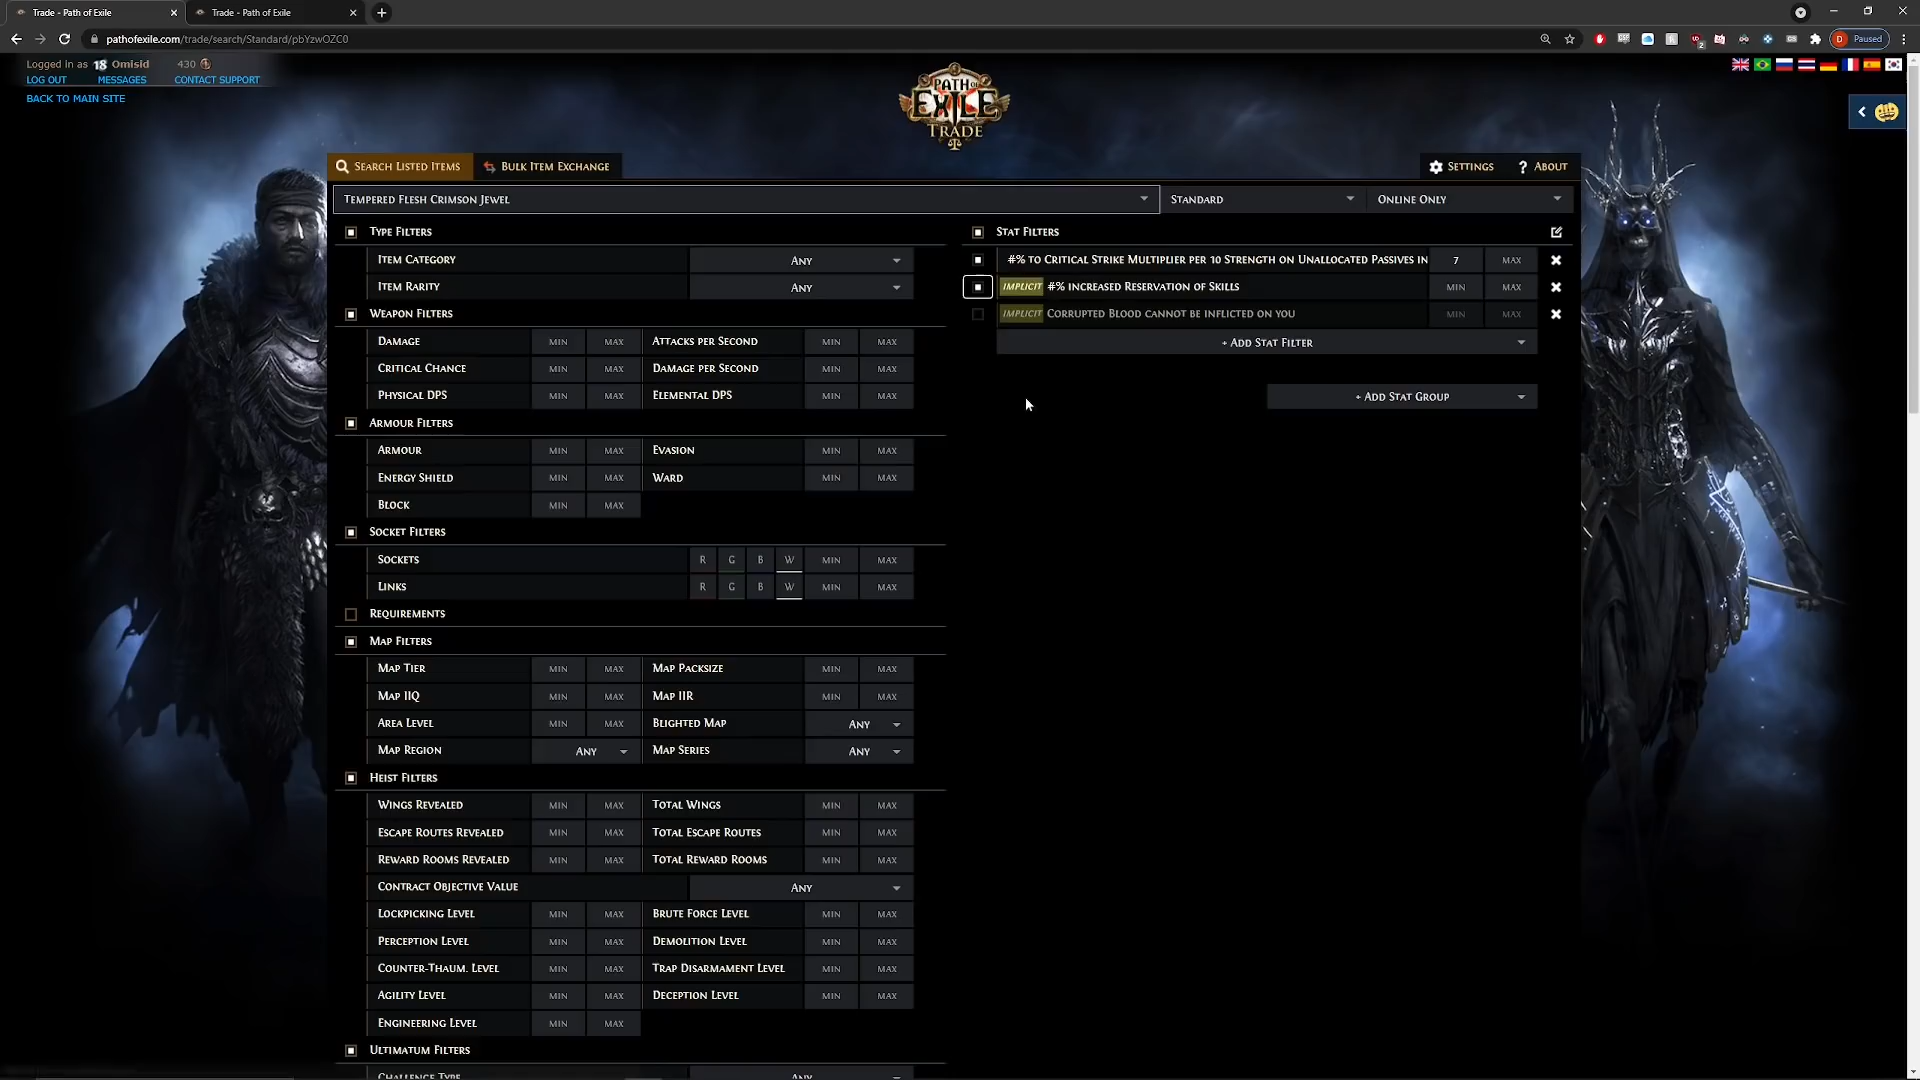 Trade - Path of Exile
Trade - Path of Exile
pathofexile.com/trade/search/Standard/pbYzwOZC0
Paused
Logged in as 18 Omisid 430
LOG OUT MESSAGES CONTACT SUPPORT
BACK TO MAIN SITE
PATH OF EXILE TRADE
Search Listed Items Bulk Item Exchange Settings ? About
Tempered Flesh Crimson Jewel Standard Online Only
Type Filters
Item Category Any
Item Rarity Any
Weapon Filters
Damage MIN MAX Attacks per Second MIN MAX
Critical Chance MIN MAX Damage per Second MIN MAX
Physical DPS MIN MAX Elemental DPS MIN MAX
Armour Filters
Armour MIN MAX Evasion MIN MAX
Energy Shield MIN MAX Ward MIN MAX
Block MIN MAX
Socket Filters
Sockets R G B W MIN MAX
Links R G B W MIN MAX
Requirements
Map Filters
Map Tier MIN MAX Map Packsize MIN MAX
Map IIQ MIN MAX Map IIR MIN MAX
Area Level MIN MAX Blighted Map Any
Map Region Any Map Series Any
Heist Filters
Wings Revealed MIN MAX Total Wings MIN MAX
Escape Routes Revealed MIN MAX Total Escape Routes MIN MAX
Reward Rooms Revealed MIN MAX Total Reward Rooms MIN MAX
Contract Objective Value Any
Lockpicking Level MIN MAX Brute Force Level MIN MAX
Perception Level MIN MAX Demolition Level MIN MAX
Counter-Thaum. Level MIN MAX Trap Disarmament Level MIN MAX
Agility Level MIN MAX Deception Level MIN MAX
Engineering Level MIN MAX
Ultimatum Filters
Challenge Type Any
Stat Filters
#% to Critical Strike Multiplier per 10 Strength on Unallocated Passives in 7 MAX
IMPLICIT #% increased Reservation of Skills MIN MAX
IMPLICIT Corrupted Blood cannot be inflicted on you MIN MAX
+ Add Stat Filter
+ Add Stat Group